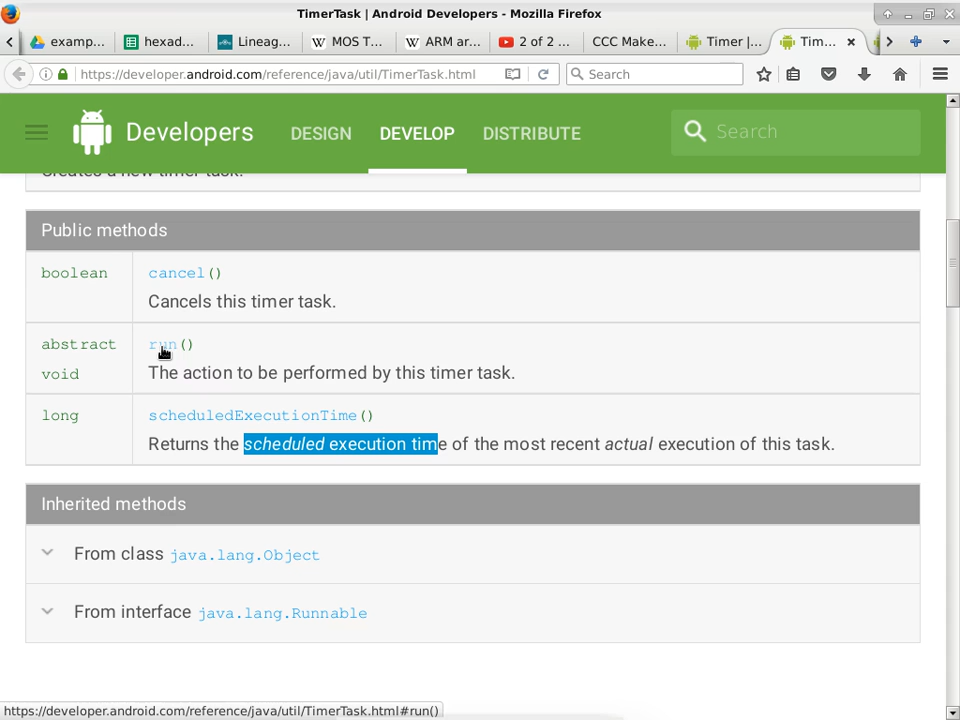 TimerTask | Android Developers - Mozilla Firefox
examp... hexad... Lineag... MOS T... ARM ar... 2 of 2 ... CCC Make... Timer |... Tim...
https://developer.android.com/reference/java/util/TimerTask.html Search
Developers DESIGN DEVELOP DISTRIBUTE Search
Creates a new timer task.
Public methods
boolean cancel()
Cancels this timer task.
abstract run()
void The action to be performed by this timer task.
long scheduledExecutionTime()
Returns the scheduled execution time of the most recent actual execution of this task.
Inherited methods
From class java.lang.Object
From interface java.lang.Runnable
https://developer.android.com/reference/java/util/TimerTask.html#run()